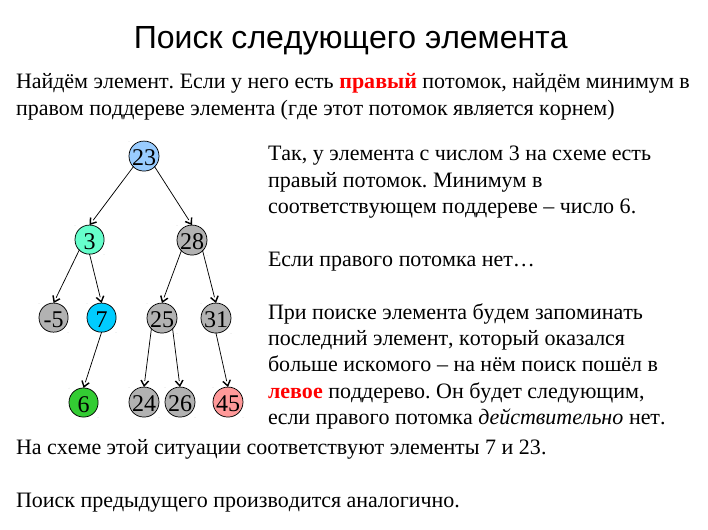 Поиск следующего элемента
Найдём элемент. Если у него есть правый потомок, найдём минимум в
правом поддереве элемента (где этот потомок является корнем)
23
3
28
-5
7
25
31
6
24
26
45
Так, у элемента с числом 3 на схеме есть
правый потомок. Минимум в
соответствующем поддереве – число 6.
Если правого потомка нет…
При поиске элемента будем запоминать
последний элемент, который оказался
больше искомого – на нём поиск пошёл в
левое поддерево. Он будет следующим,
если правого потомка действительно нет.
На схеме этой ситуации соответствуют элементы 7 и 23.
Поиск предыдущего производится аналогично.